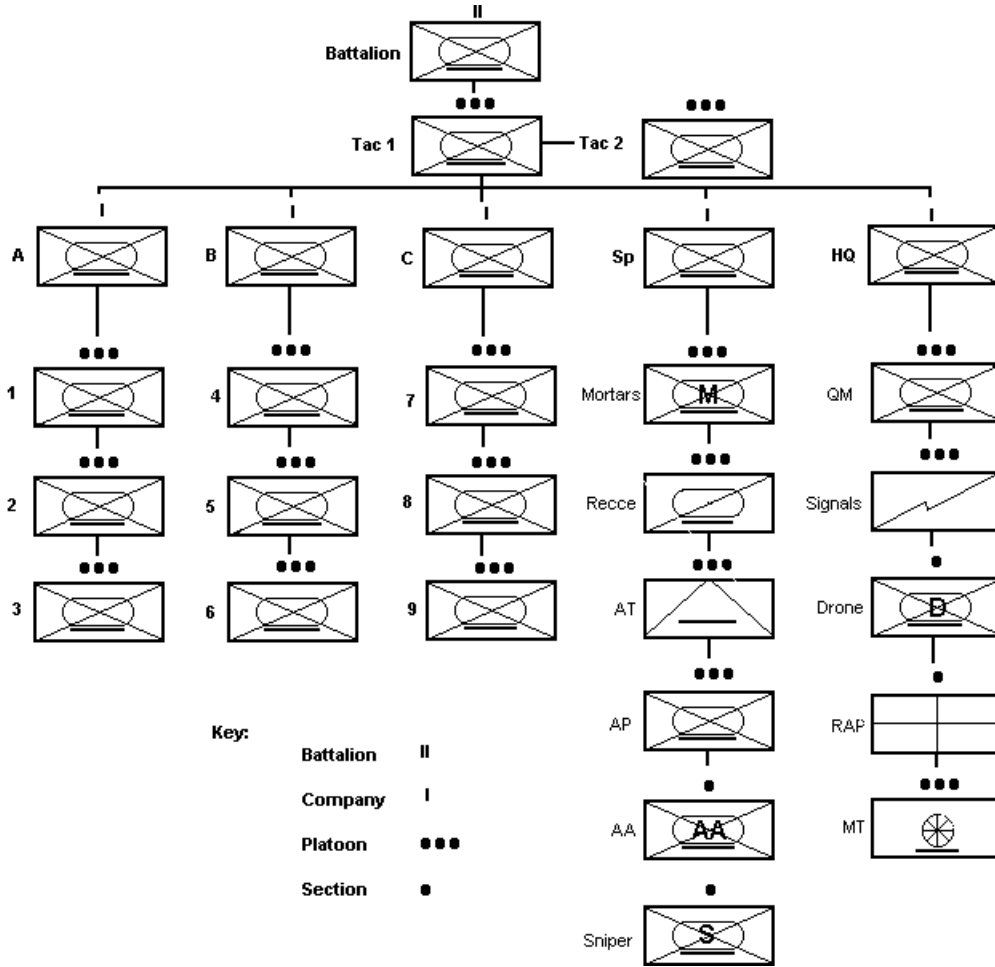 II
Battalion
Tac 1
Tac 2
I I I I I
A B C Sp HQ
1 4 7 Mortars M QM
2 5 8 Recce Signals
3 6 9 AT Drone D
AP RAP
AA AA MT
Sniper S
Key:
Battalion II
Company I
Platoon
Section